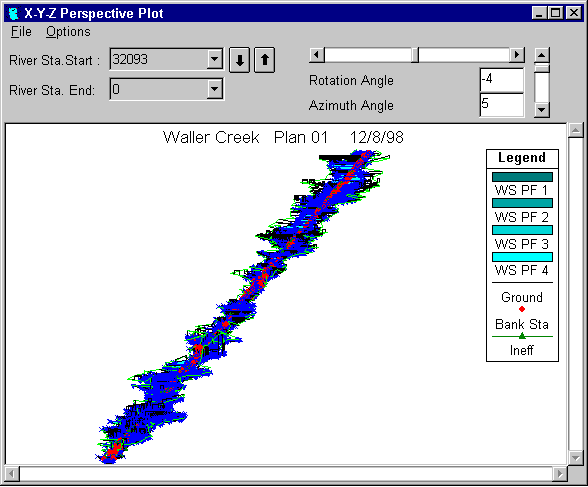 X-Y-Z Perspective Plot
File Options
River Sta.Start : 32093
River Sta. End: 0
Rotation Angle -4
Azimuth Angle 5
Waller Creek Plan 01 12/8/98
Legend
WS PF 1
WS PF 2
WS PF 3
WS PF 4
Ground
Bank Sta
Ineff